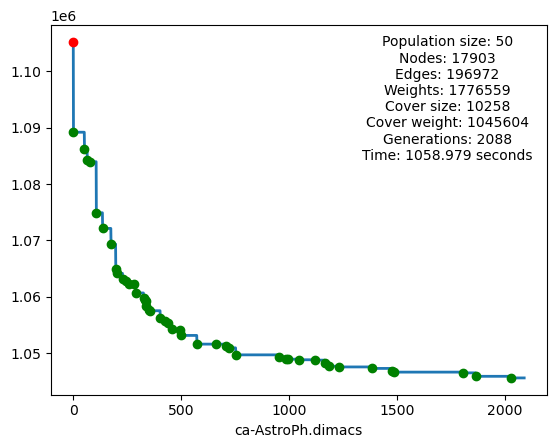 1e6
Population size: 50
Nodes: 17903
Edges: 196972
Weights: 1776559
Cover size: 10258
Cover weight: 1045604
Generations: 2088
Time: 1058.979 seconds
1.10
1.09
1.08
1.07
1.06
1.05
0 500 1000 1500 2000
ca-AstroPh.dimacs